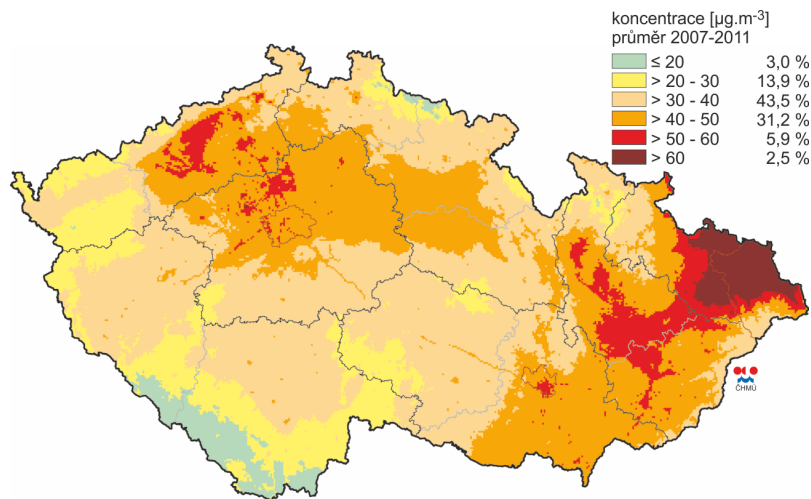 koncentrace [µg.m⁻³]
průměr 2007-2011
≤ 20 3,0 %
> 20 - 30 13,9 %
> 30 - 40 43,5 %
> 40 - 50 31,2 %
> 50 - 60 5,9 %
> 60 2,5 %
ČHMÚ